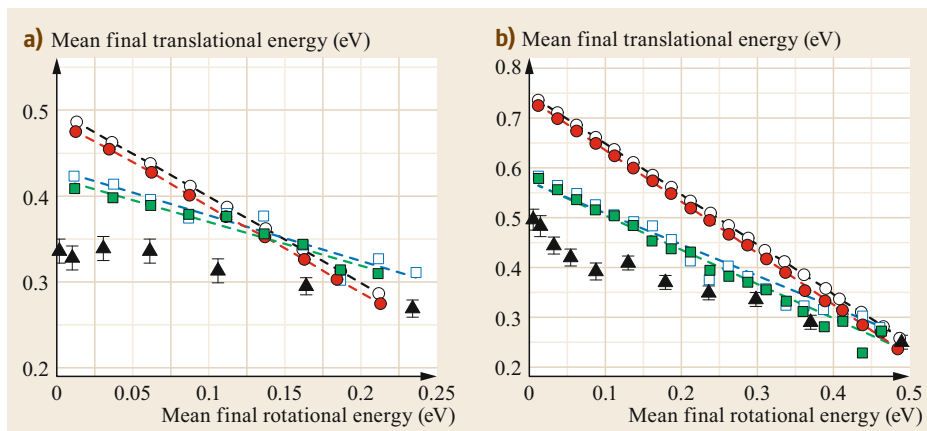 a) Mean final translational energy (eV)
0.5
0.4
0.3
0.2
0 0.05 0.1 0.15 0.2 0.25
Mean final rotational energy (eV)
b) Mean final translational energy (eV)
0.8
0.7
0.6
0.5
0.4
0.3
0.2
0 0.1 0.2 0.3 0.4 0.5
Mean final rotational energy (eV)